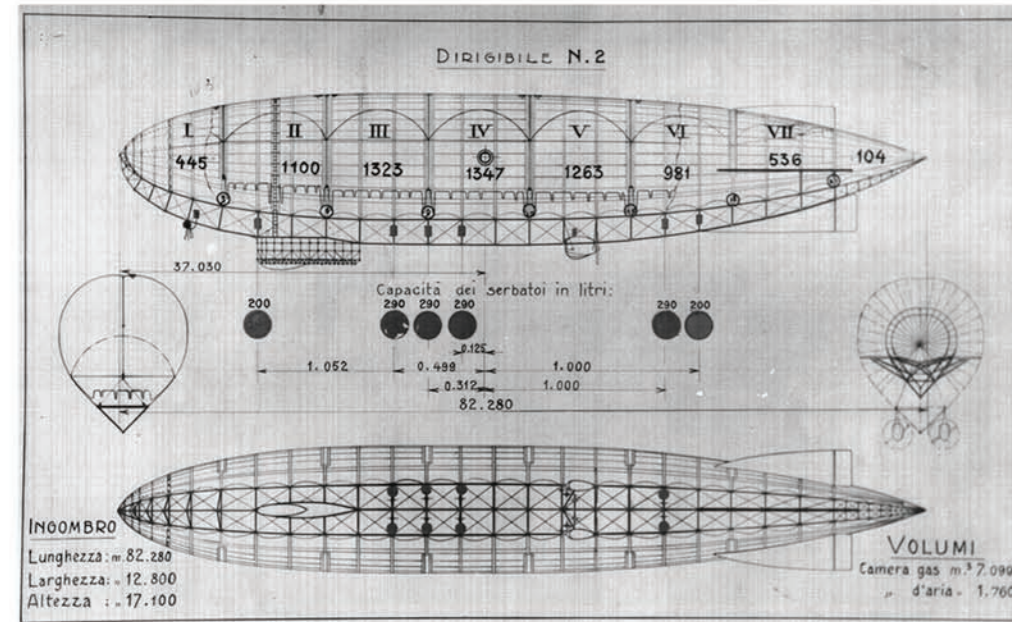 DIRIGIBILE N.2
I II III IV V VI VII
445 1100 1323 1347 1263 981 536 104
37.030
Capacità dei serbatoi in litri:
200 290 290 290 290 200
0.125
1.052 0.499 1.000
0.312 1.000
82.280
INGOMBRO
Lunghezza: m. 82.280
Larghezza: " 12.800
Altezza : " 17.100
VOLUMI
Camera gas m.³ 7.099
" d'aria " 1.760